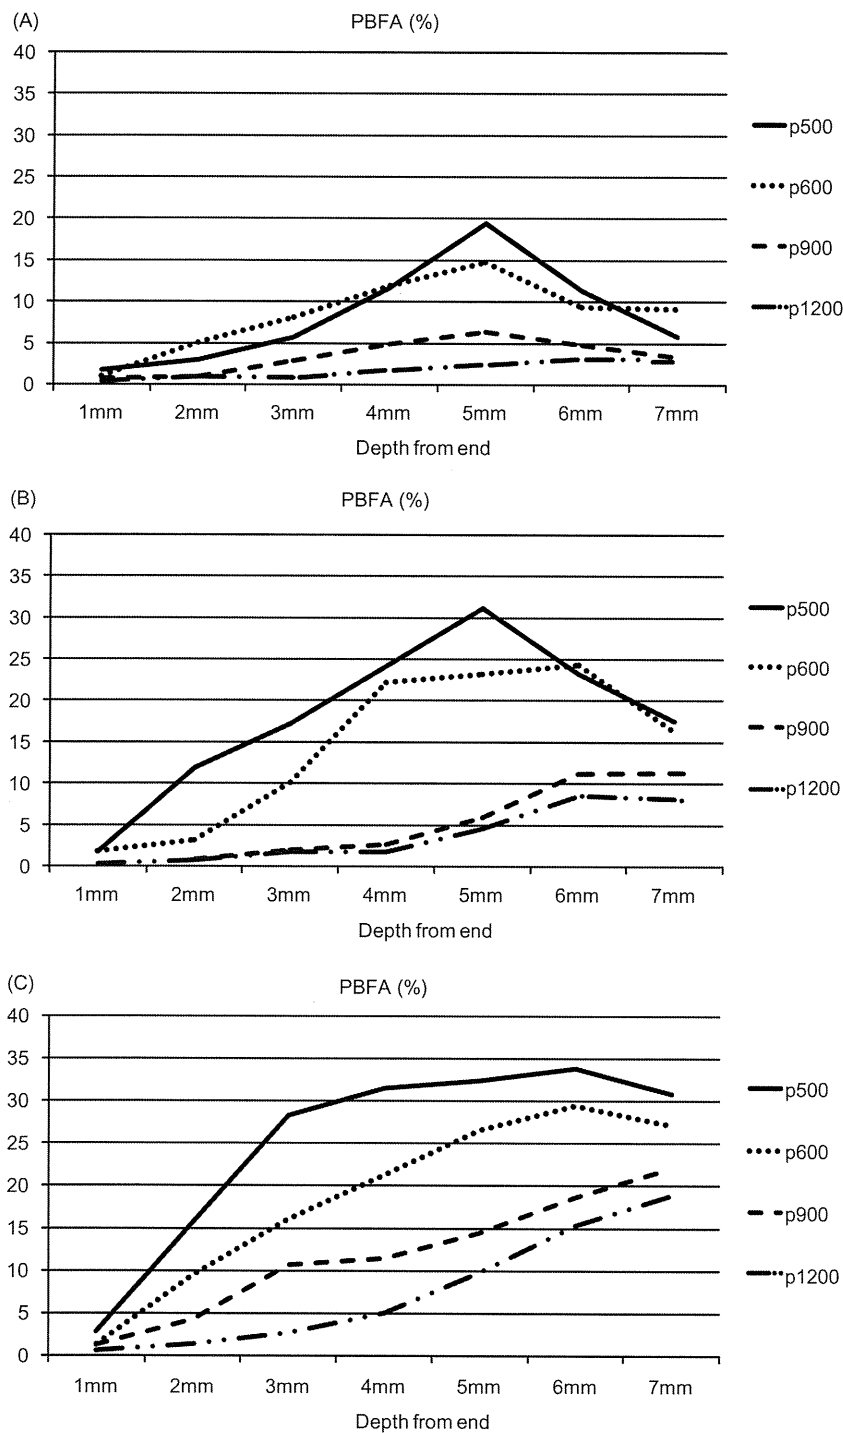 (A) PBFA (%)
40
35
30
25
20
15
10
5
0
1mm 2mm 3mm 4mm 5mm 6mm 7mm
Depth from end
p500
p600
p900
p1200
(B) PBFA (%)
40
35
30
25
20
15
10
5
0
1mm 2mm 3mm 4mm 5mm 6mm 7mm
Depth from end
p500
p600
p900
p1200
(C) PBFA (%)
40
35
30
25
20
15
10
5
0
1mm 2mm 3mm 4mm 5mm 6mm 7mm
Depth from end
p500
p600
p900
p1200